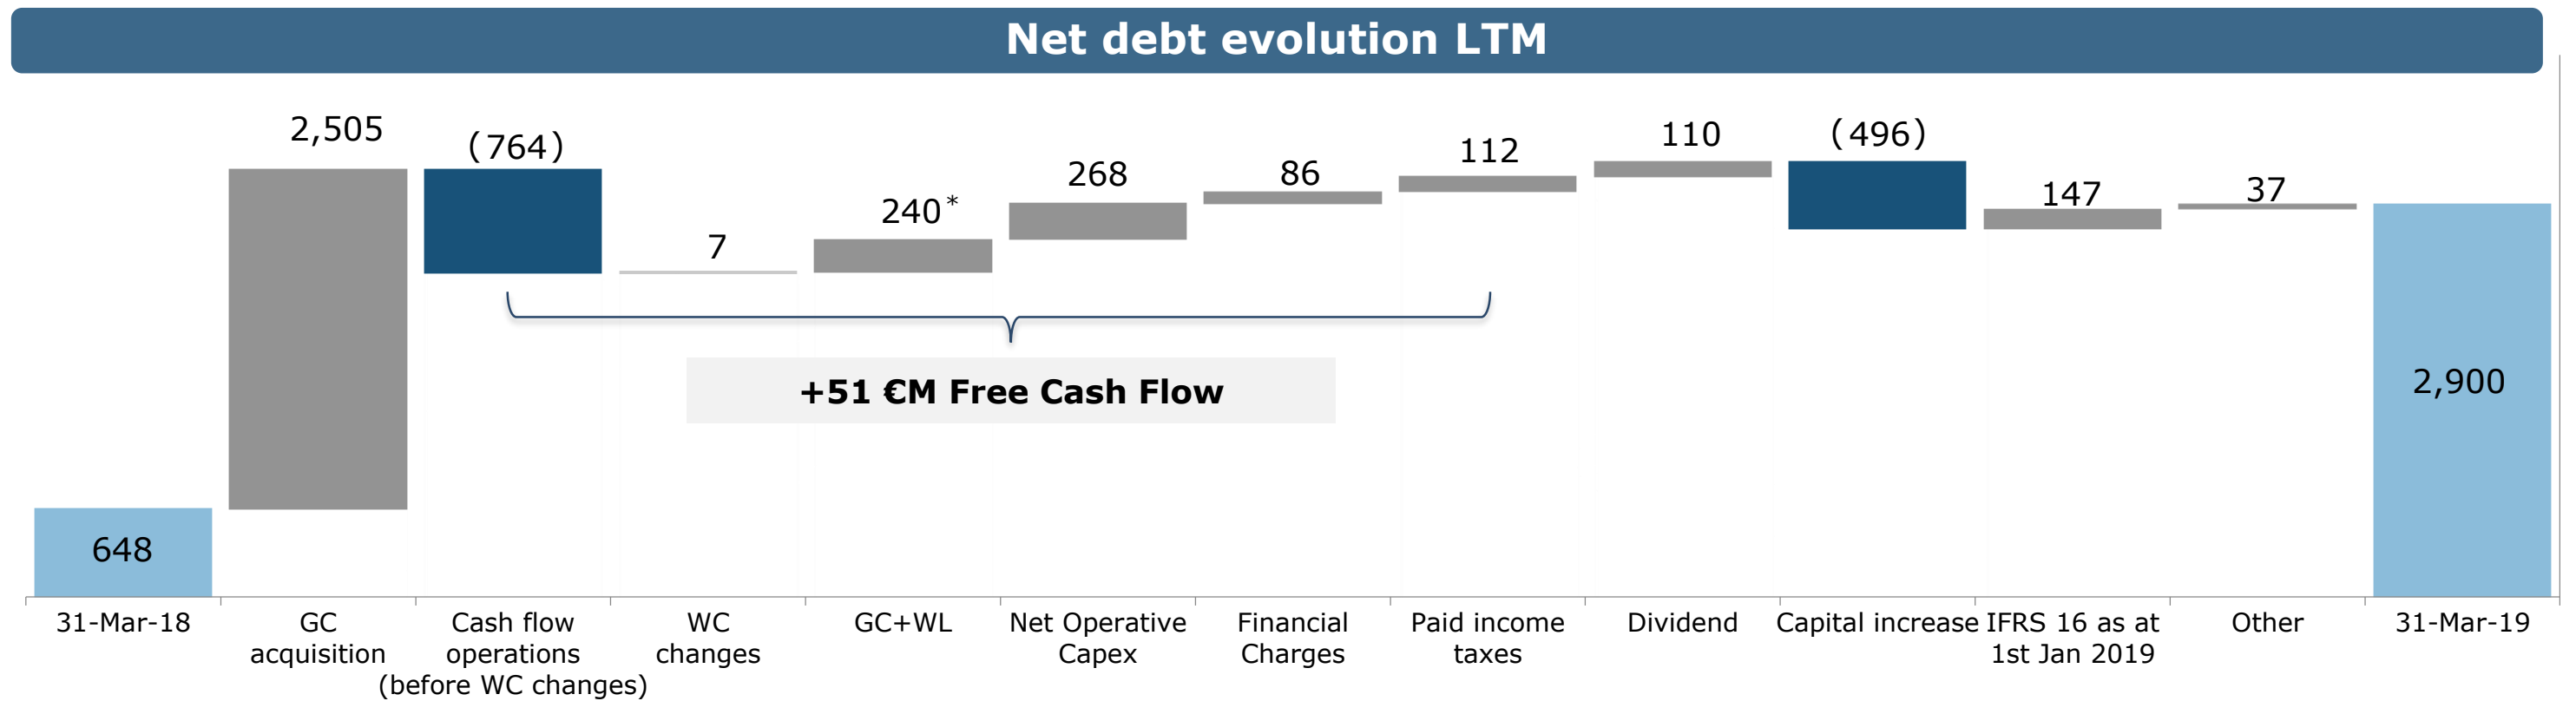 Net debt evolution LTM
2,505
(764)
7
240*
268
86
112
110
(496)
147
37
+51 €M Free Cash Flow
648
2,900
31-Mar-18
GC
acquisition
Cash flow
operations
(before WC changes)
WC
changes
GC+WL
Net Operative
Capex
Financial
Charges
Paid income
taxes
Dividend
Capital increase
IFRS 16 as at
1st Jan 2019
Other
31-Mar-19